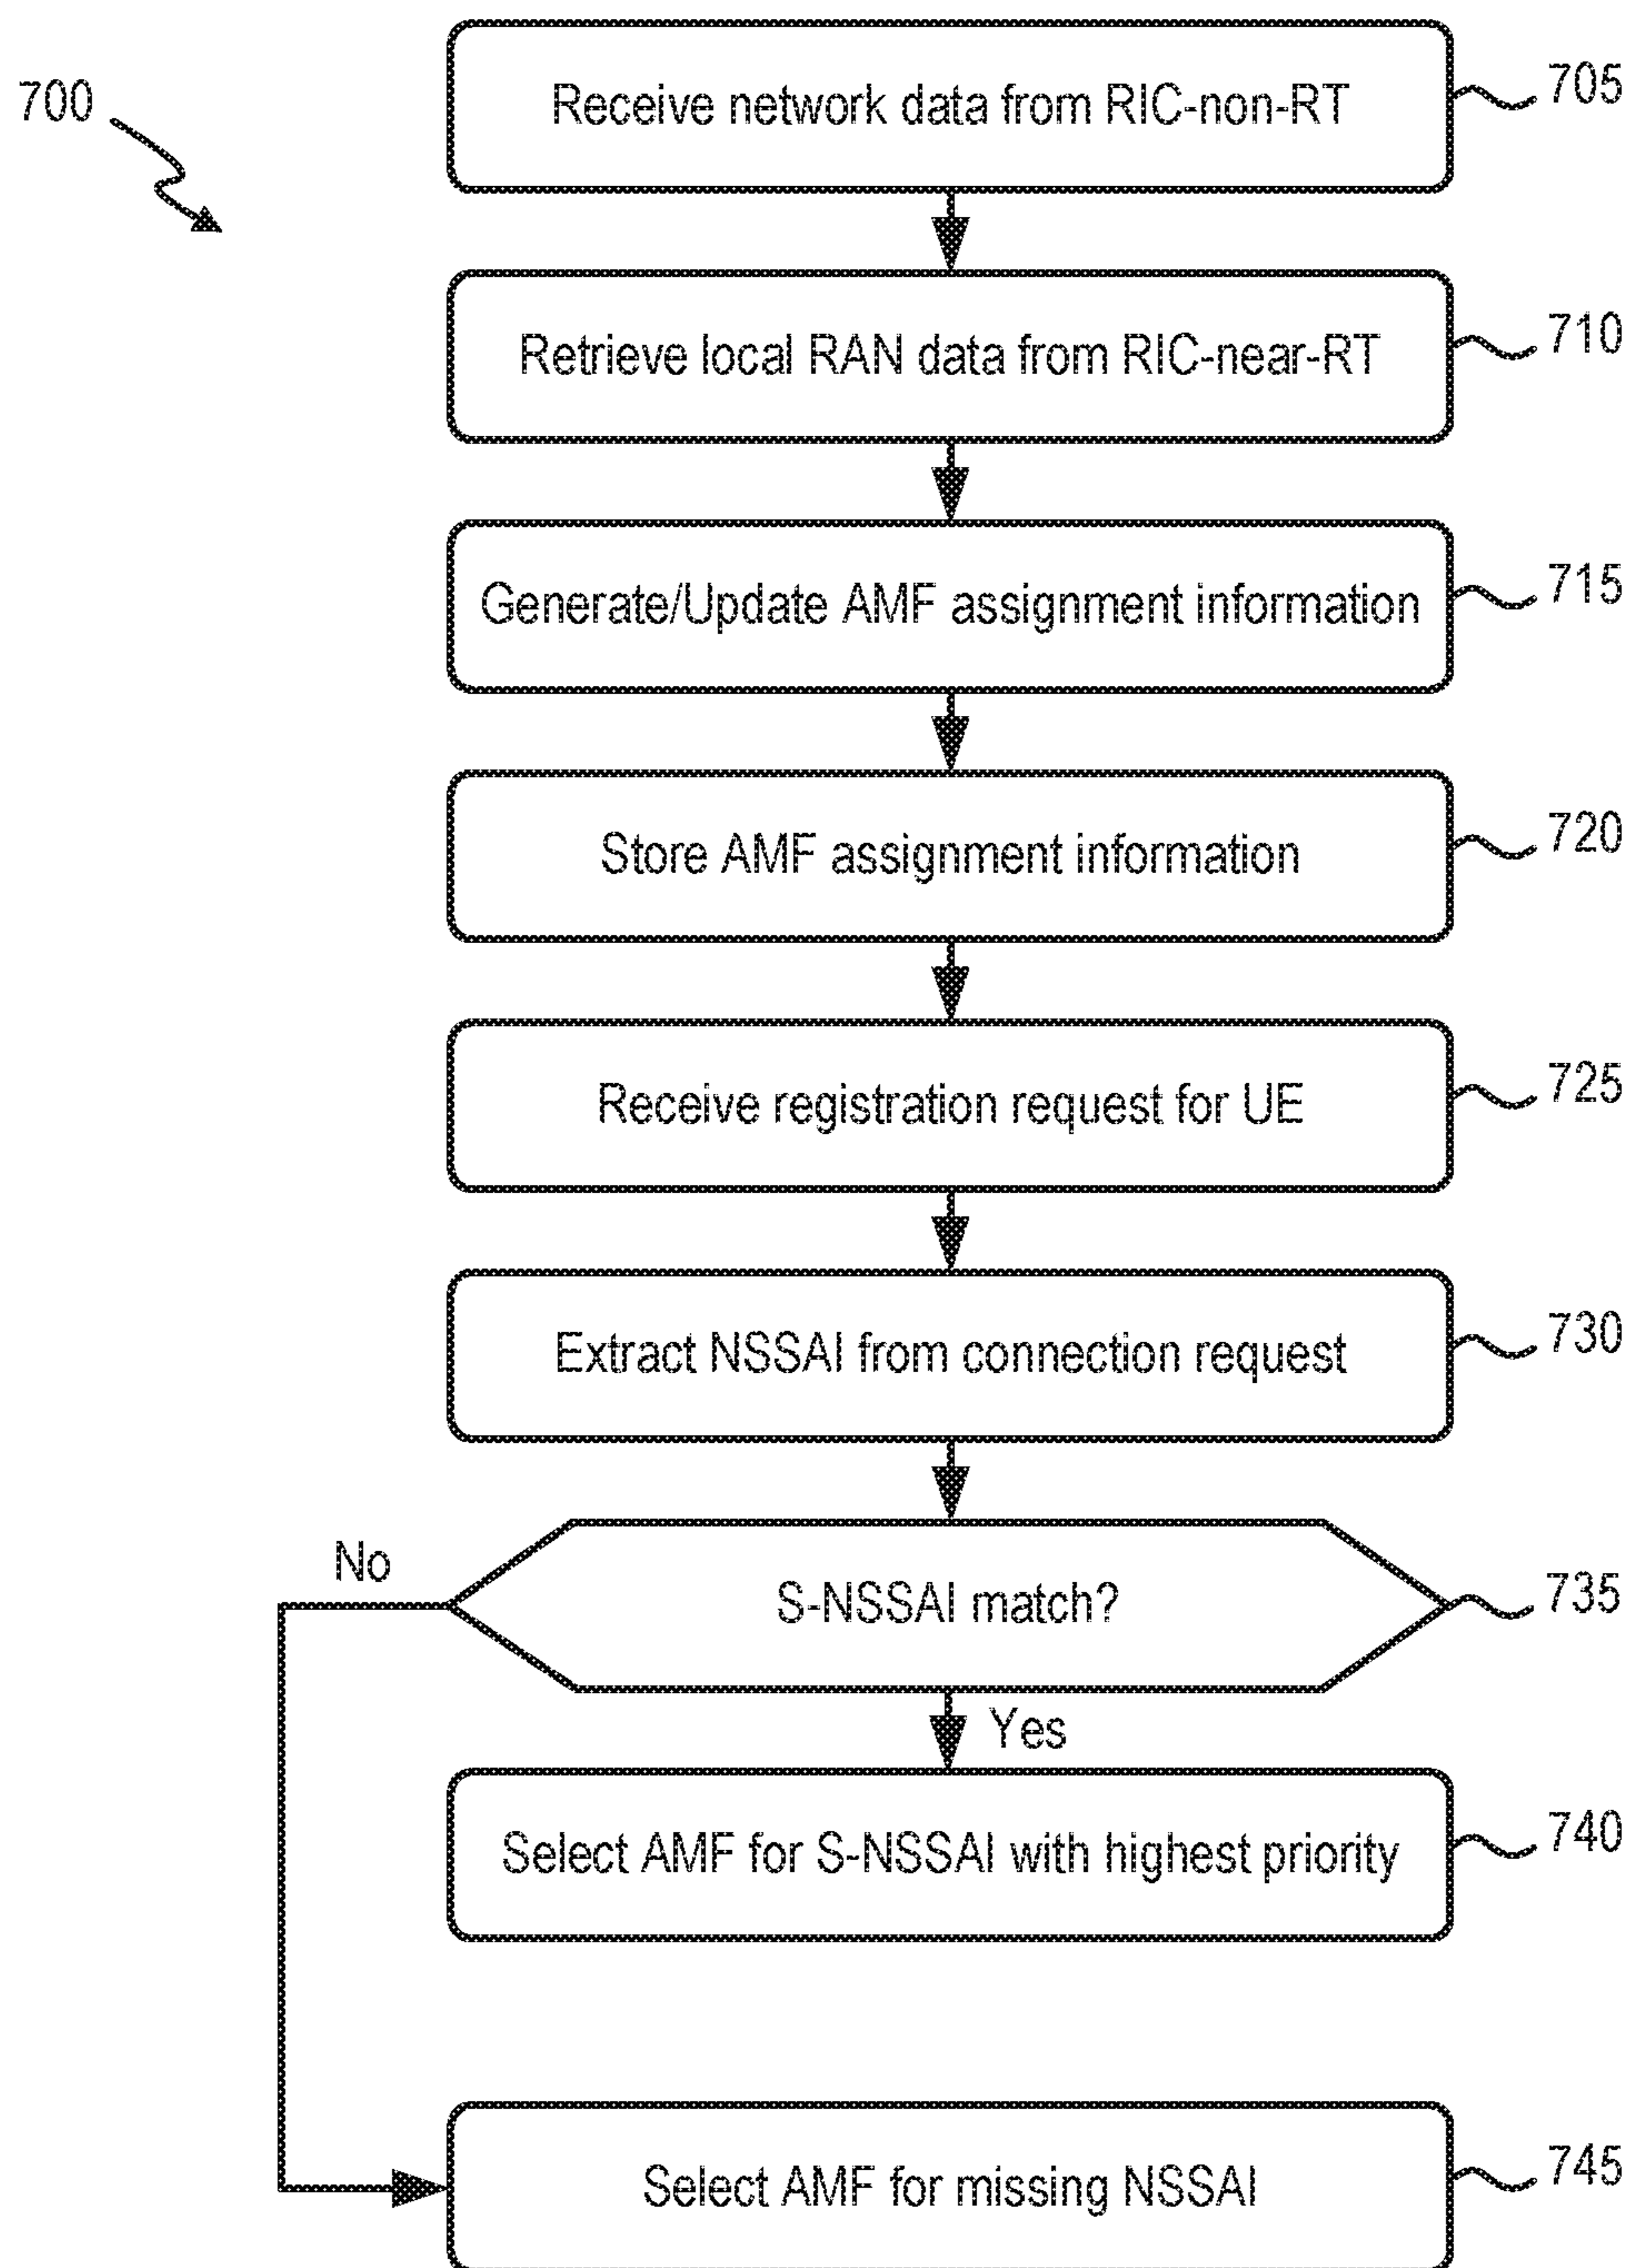 700
Receive network data from RIC-non-RT
705
Retrieve local RAN data from RIC-near-RT
710
Generate/Update AMF assignment information
715
Store AMF assignment information
720
Receive registration request for UE
725
Extract NSSAI from connection request
730
No
S-NSSAI match?
735
Yes
Select AMF for S-NSSAI with highest priority
740
Select AMF for missing NSSAI
745